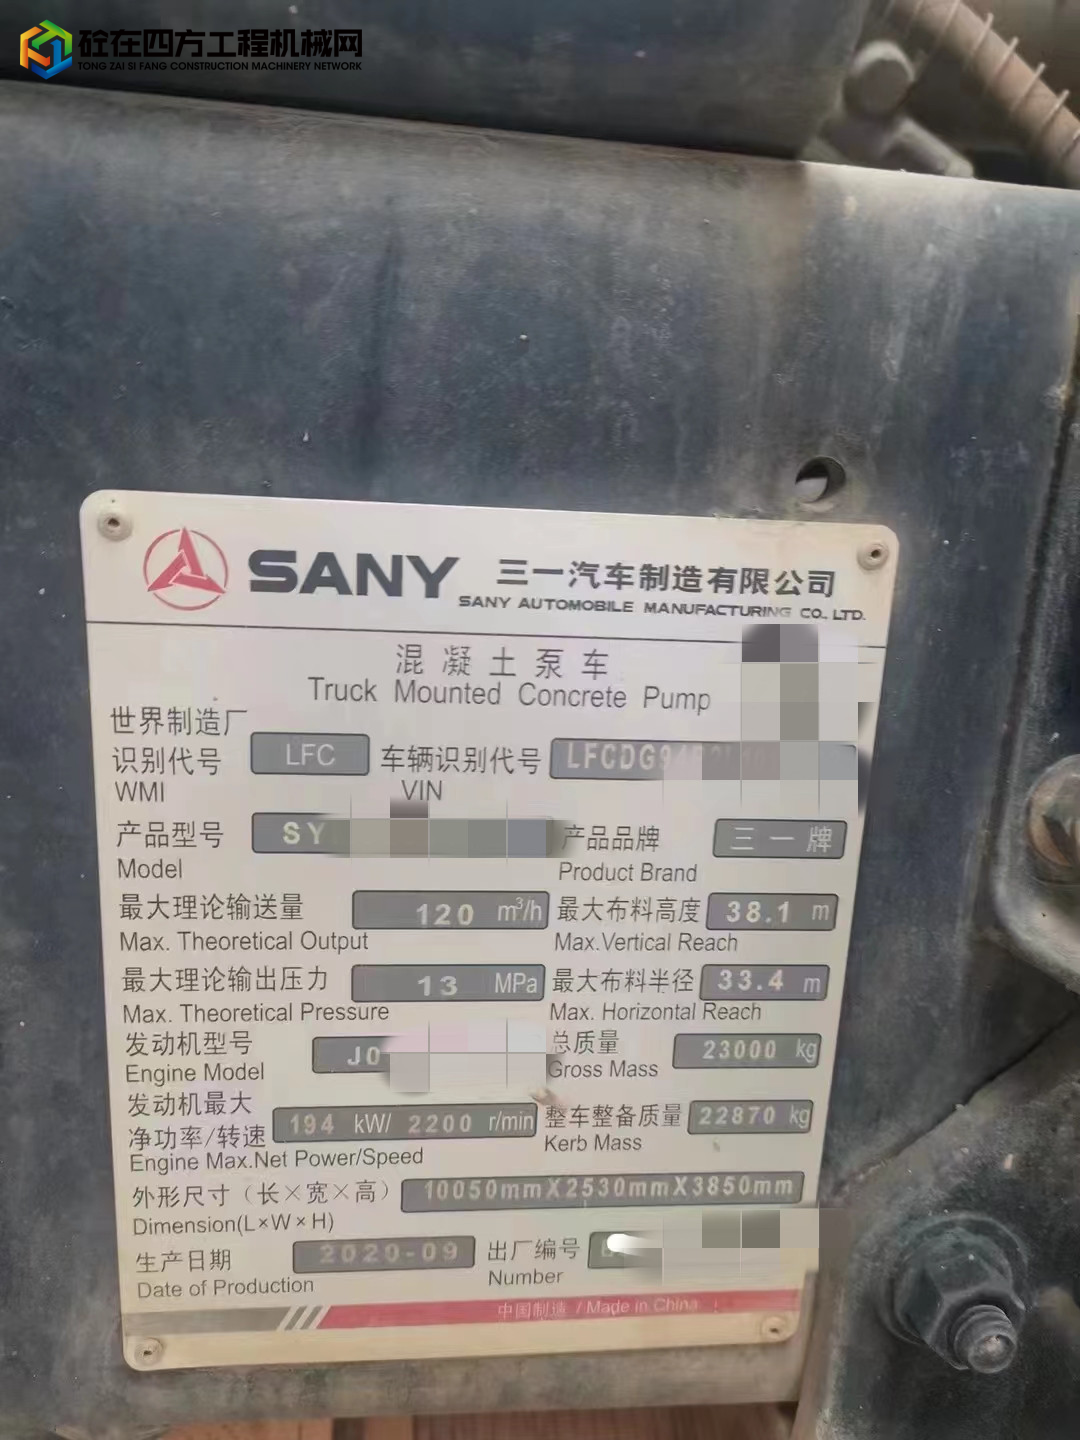 砼在四方工程机械网
TONG ZAI SI FANG CONSTRUCTION MACHINERY NETWORK
SANY 三一汽车制造有限公司
SANY AUTOMOBILE MANUFACTURING CO., LTD.
混凝土泵车
Truck Mounted Concrete Pump
世界制造厂
识别代号 LFC 车辆识别代号 LFCDG94
WMI VIN
产品型号 SY 产品品牌 三一牌
Model Product Brand
最大理论输送量 120 m³/h 最大布料高度 38.1 m
Max. Theoretical Output Max.Vertical Reach
最大理论输出压力 13 MPa 最大布料半径 33.4 m
Max. Theoretical Pressure Max. Horizontal Reach
发动机型号 J0 总质量 23000 kg
Engine Model Gross Mass
发动机最大
净功率/转速 194 kW/ 2200 r/min 整车整备质量 22870 kg
Engine Max.Net Power/Speed Kerb Mass
外形尺寸（长×宽×高） 10050mmX2530mmX3850mm
Dimension(L×W×H)
生产日期 2020-09 出厂编号
Date of Production Number
中国制造 / Made in China